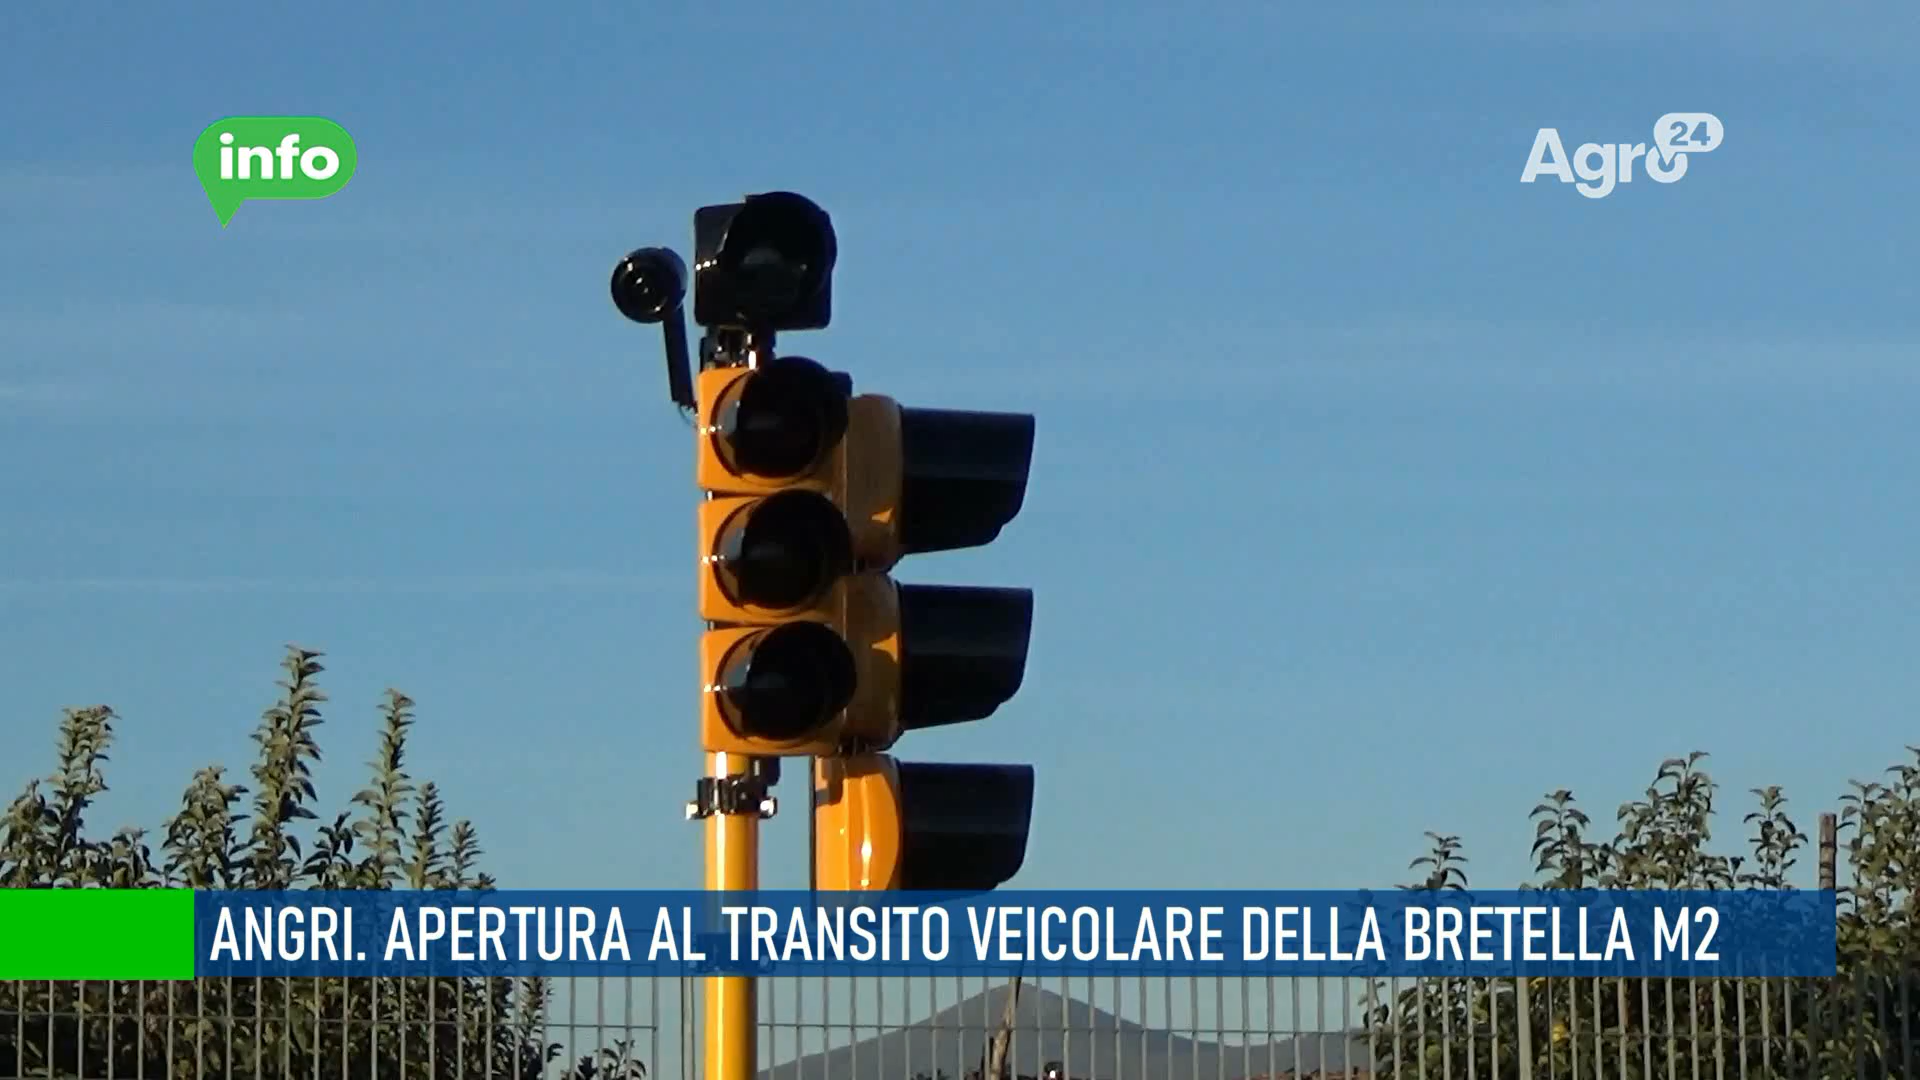 info
Agro 24
ANGRI. APERTURA AL TRANSITO VEICOLARE DELLA BRETELLA M2